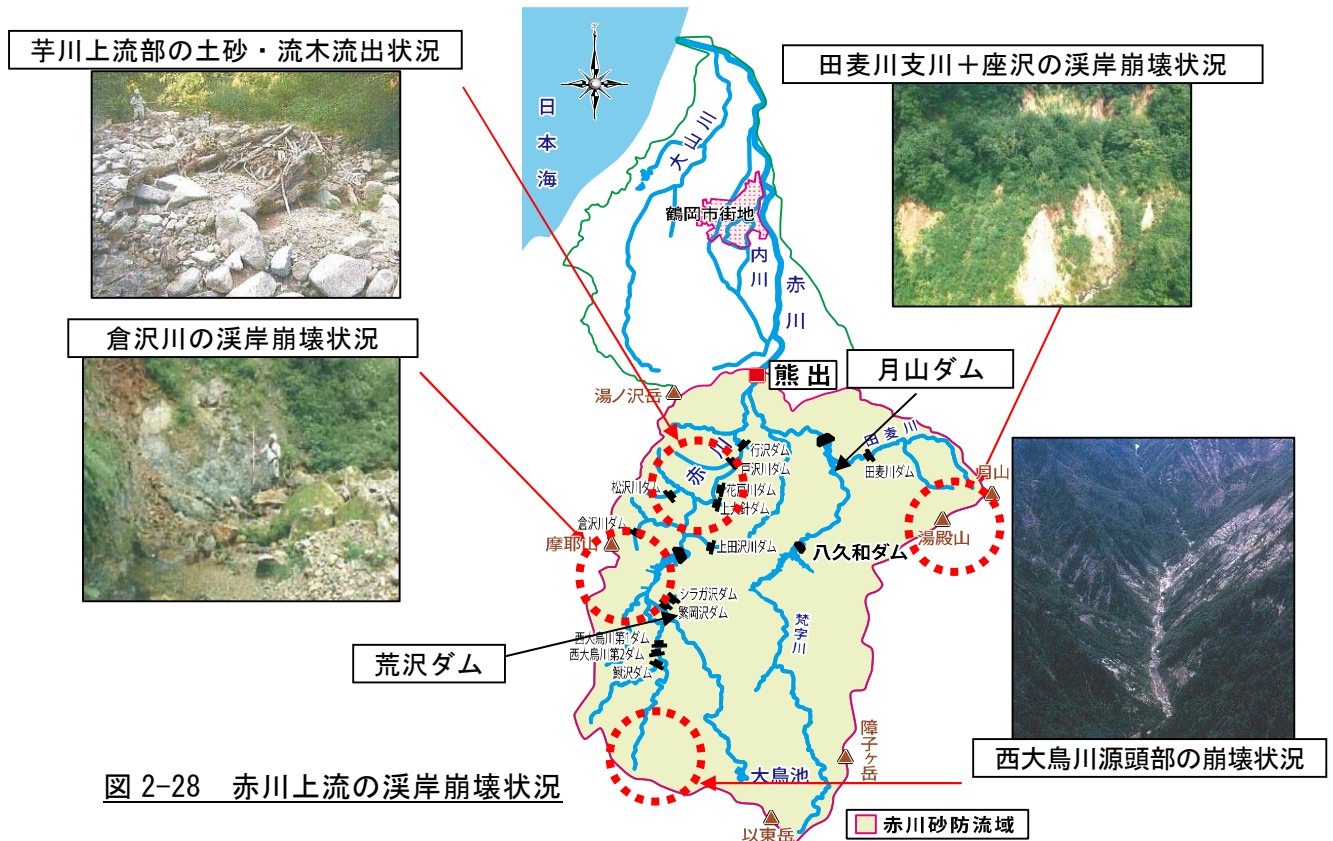 芋川上流部の土砂・流木流出状況
田麦川支川+座沢の渓岸崩壊状況
倉沢川の渓岸崩壊状況
日本海
大山川
鶴岡市街地
内川
赤川
熊出
月山ダム
湯ノ沢岳
赤川
行沢ダム
戸沢川ダム
花戸川ダム
上大針ダム
松沢川ダム
倉沢川ダム
摩耶山
上田沢川ダム
田麦川
田麦川ダム
月山
湯殿山
八久和ダム
シラガ沢ダム
繁岡沢ダム
荒沢ダム
西大鳥川第1ダム
西大鳥川第2ダム
鍬沢ダム
梵字川
障子ヶ岳
大鳥池
以東岳
西大鳥川源頭部の崩壊状況
図 2-28 赤川上流の渓岸崩壊状況
赤川砂防流域